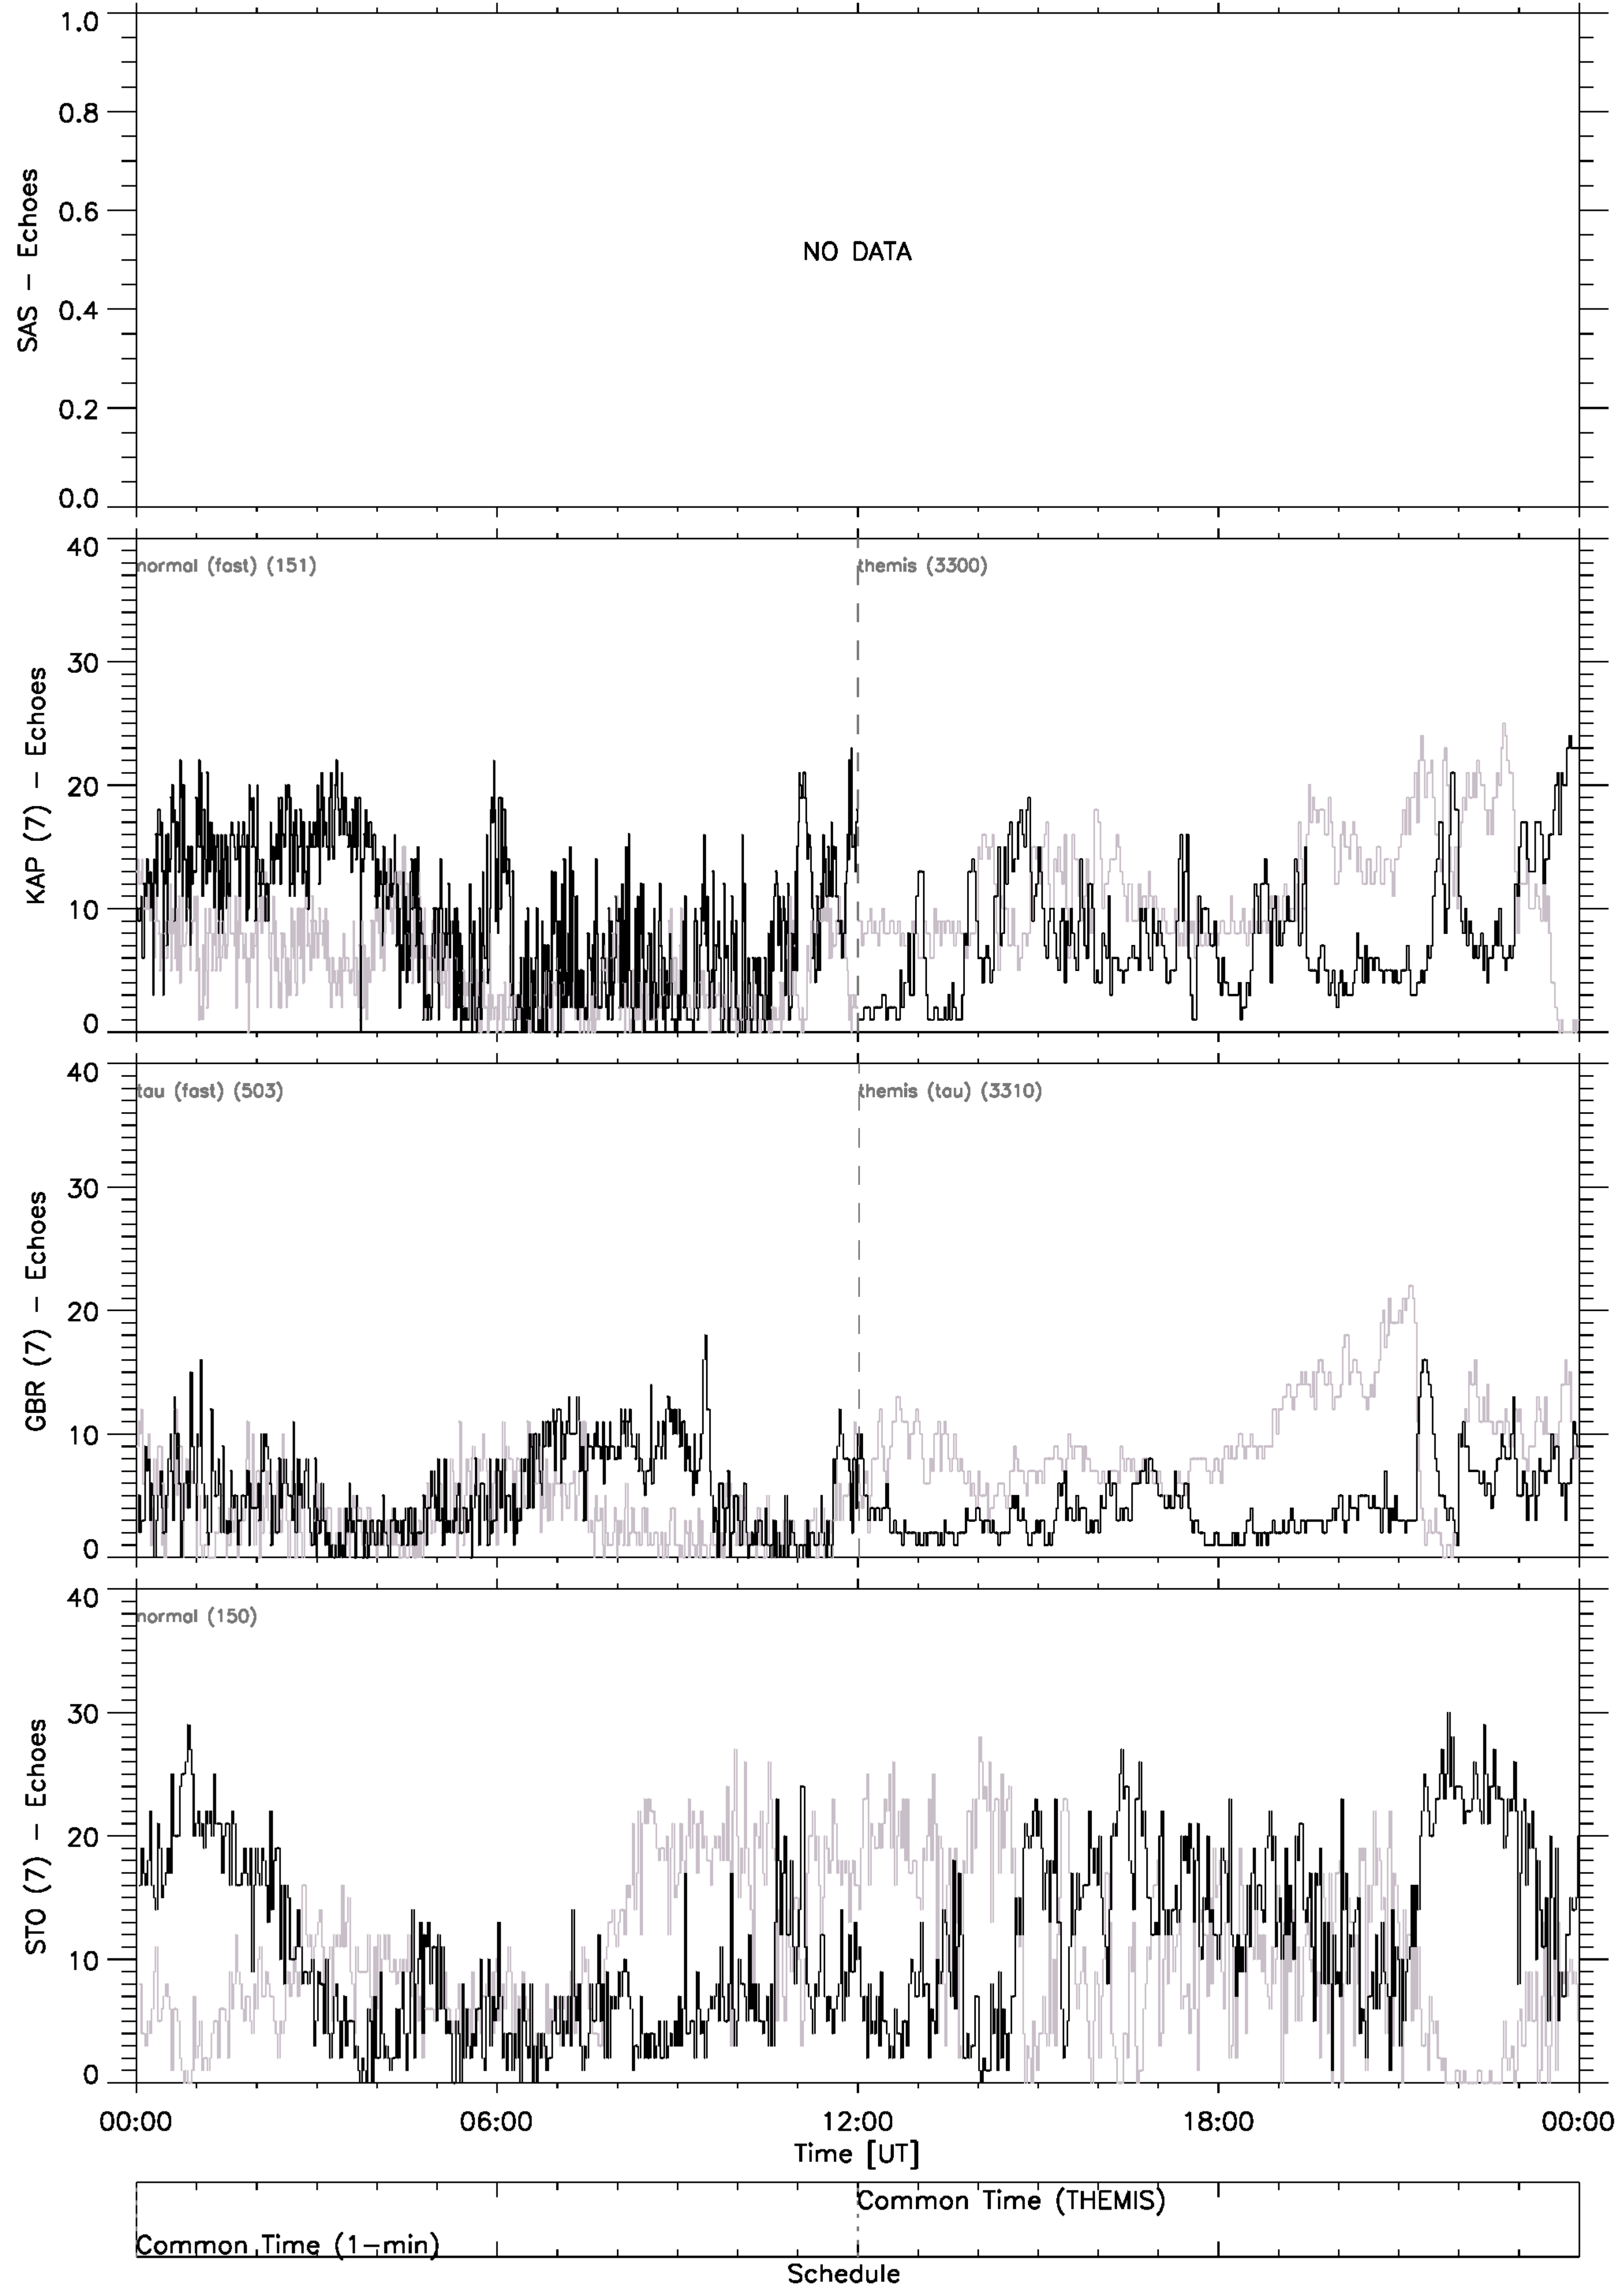 SAS - Echoes
1.0
0.8
0.6
0.4
0.2
0.0
NO DATA
KAP (7) - Echoes
40
30
20
10
0
normal (fast) (151)
themis (3300)
GBR (7) - Echoes
40
30
20
10
0
tau (fast) (503)
themis (tau) (3310)
STO (7) - Echoes
40
30
20
10
0
normal (150)
00:00 06:00 12:00 18:00 00:00
Time [UT]
Common Time (THEMIS)
Common Time (1-min)
Schedule